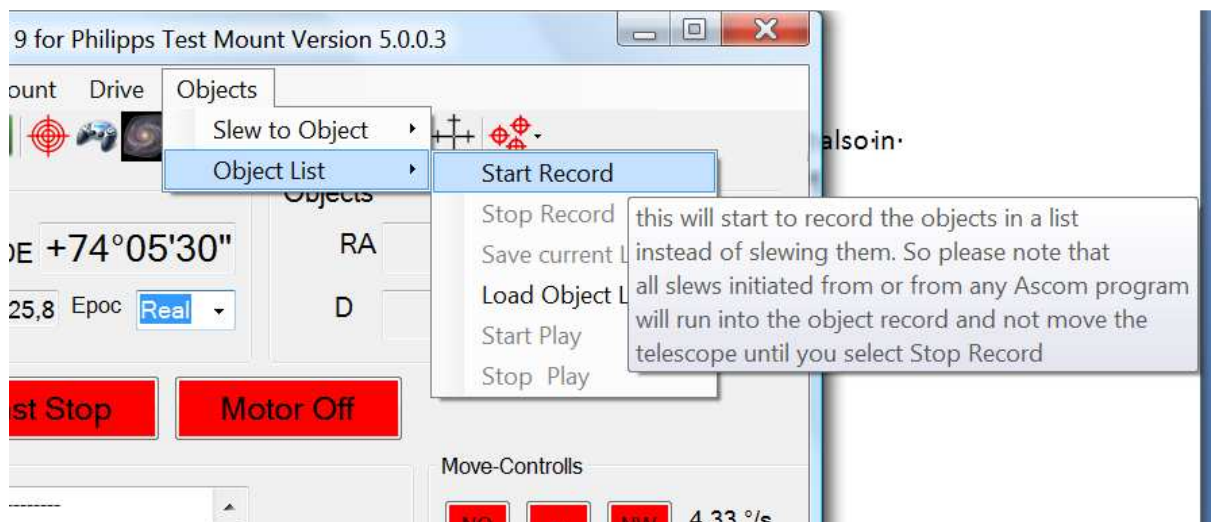 9 for Philipps Test Mount Version 5.0.0.3
Drive Objects
Slew to Object
also in
Object List
Start Record
Objects
Stop Record
this will start to record the objects in a list
DE +74°05'30"
RA
Save current
instead of slewing them. So please note that
all slews initiated from or from any Ascom program
25,8 Epoc Real
D
Load Object
will run into the object record and not move the
Start Play
telescope until you select Stop Record
Stop Play
Stop
Motor Off
Move-Controlls
4,33 °/s